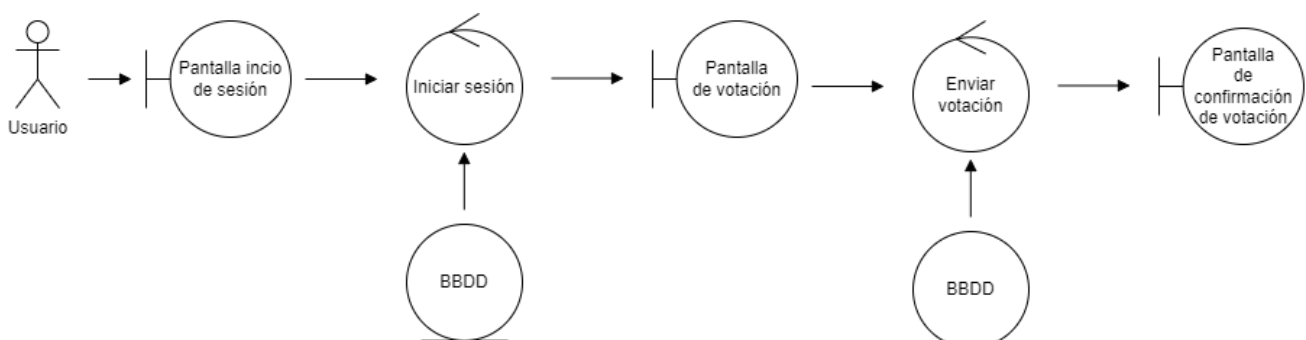 Usuario
Pantalla incio
de sesión
Iniciar sesión
BBDD
Pantalla
de votación
Enviar
votación
BBDD
Pantalla
de
confirmación
de votación